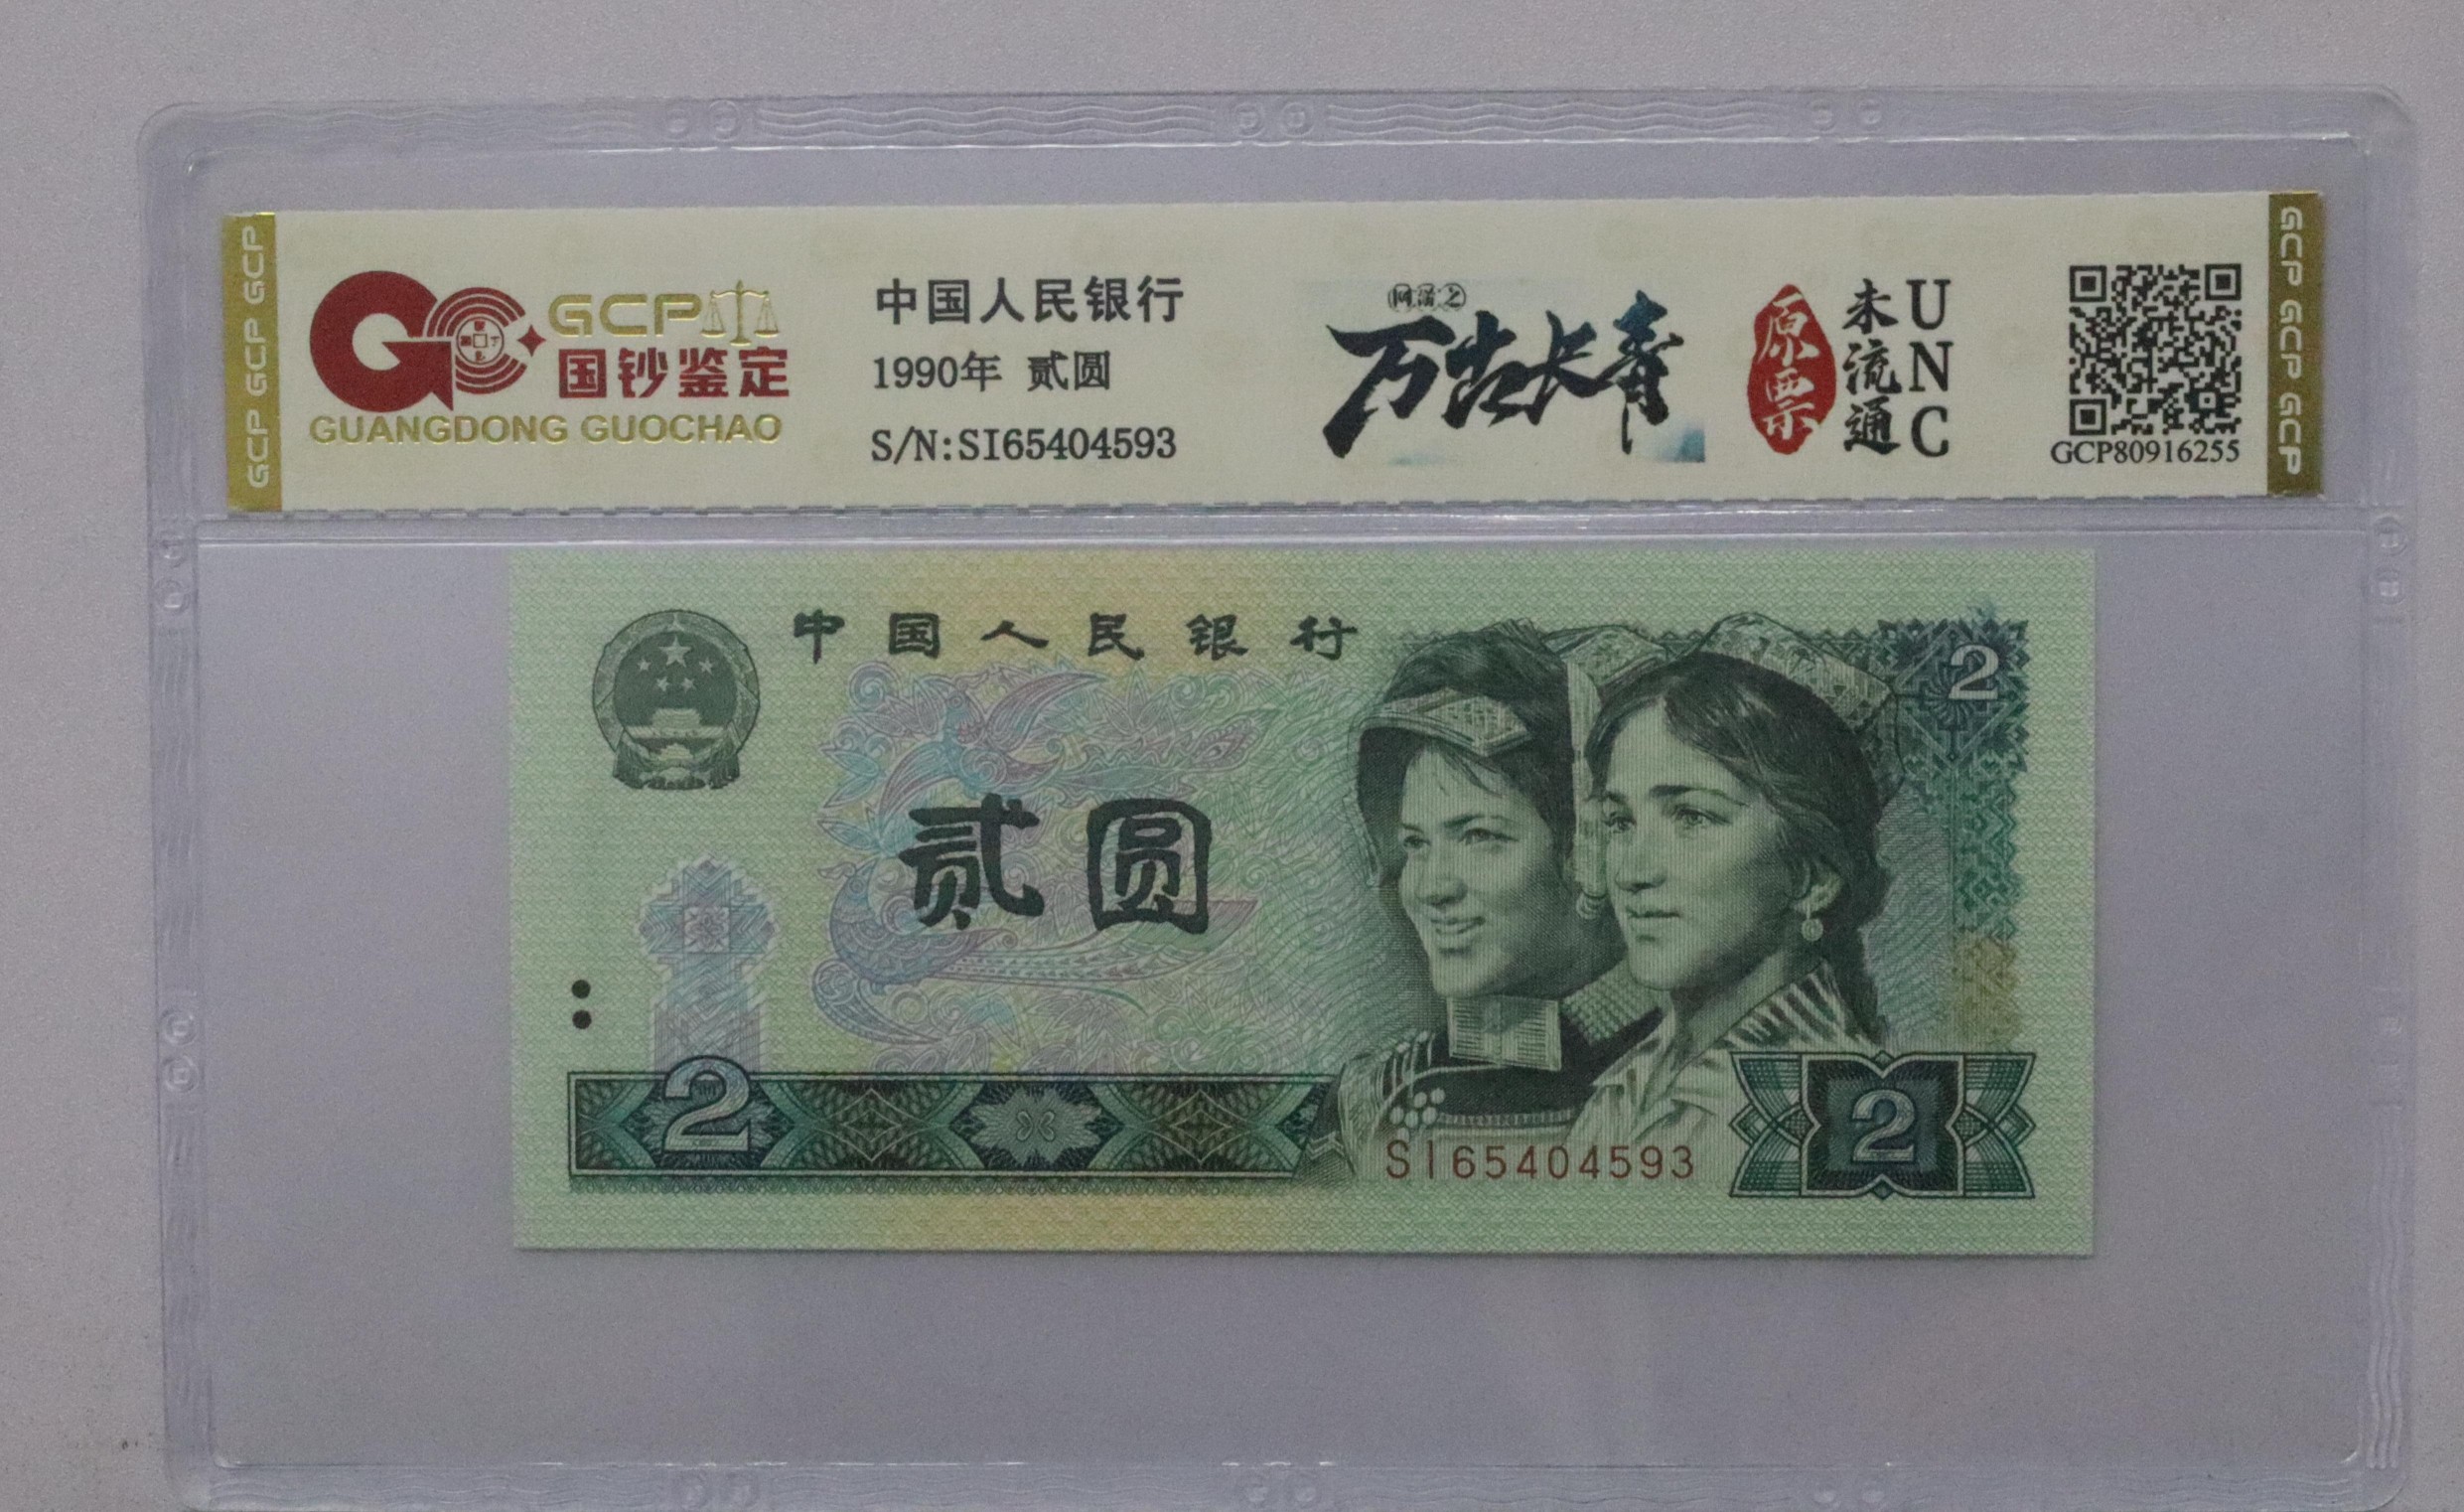 GCP GCP GCP
GCP
国钞鉴定
GUANGDONG GUOCHAO
中国人民银行
1990年 贰圆
S/N:SI65404593
万古长青
原票
未流通
UNC
GCP80916255
GCP GCP GCP
中国人民银行
2
贰圆
2
SI65404593
2